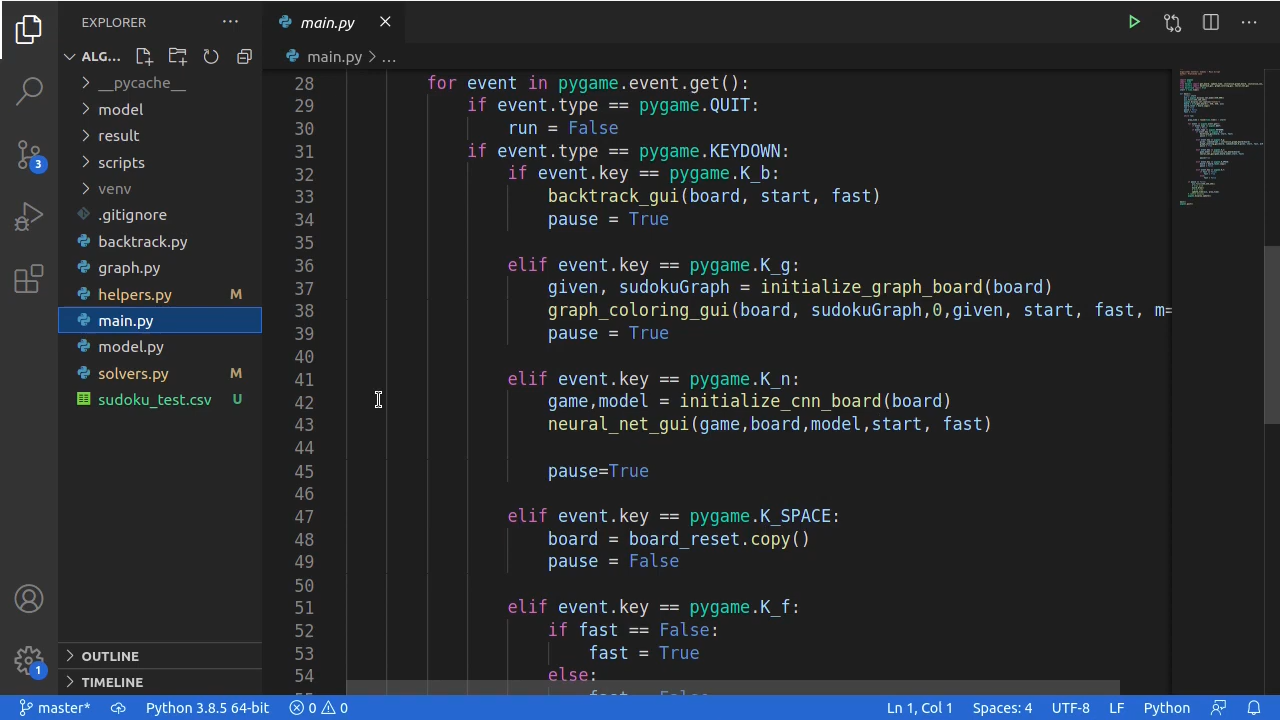 EXPLORER
main.py
ALG...
main.py > ...
__pycache__
model
result
scripts
venv
.gitignore
backtrack.py
graph.py
helpers.py M
main.py
model.py
solvers.py M
sudoku_test.csv U
OUTLINE
TIMELINE
3
1
28 for event in pygame.event.get():
29 if event.type == pygame.QUIT:
30 run = False
31 if event.type == pygame.KEYDOWN:
32 if event.key == pygame.K_b:
33 backtrack_gui(board, start, fast)
34 pause = True
35
36 elif event.key == pygame.K_g:
37 given, sudokuGraph = initialize_graph_board(board)
38 graph_coloring_gui(board, sudokuGraph,0,given, start, fast, m=
39 pause = True
40
41 elif event.key == pygame.K_n:
42 game,model = initialize_cnn_board(board)
43 neural_net_gui(game,board,model,start, fast)
44
45 pause=True
46
47 elif event.key == pygame.K_SPACE:
48 board = board_reset.copy()
49 pause = False
50
51 elif event.key == pygame.K_f:
52 if fast == False:
53 fast = True
54 else:
master* Python 3.8.5 64-bit 0 0 Ln 1, Col 1 Spaces: 4 UTF-8 LF Python